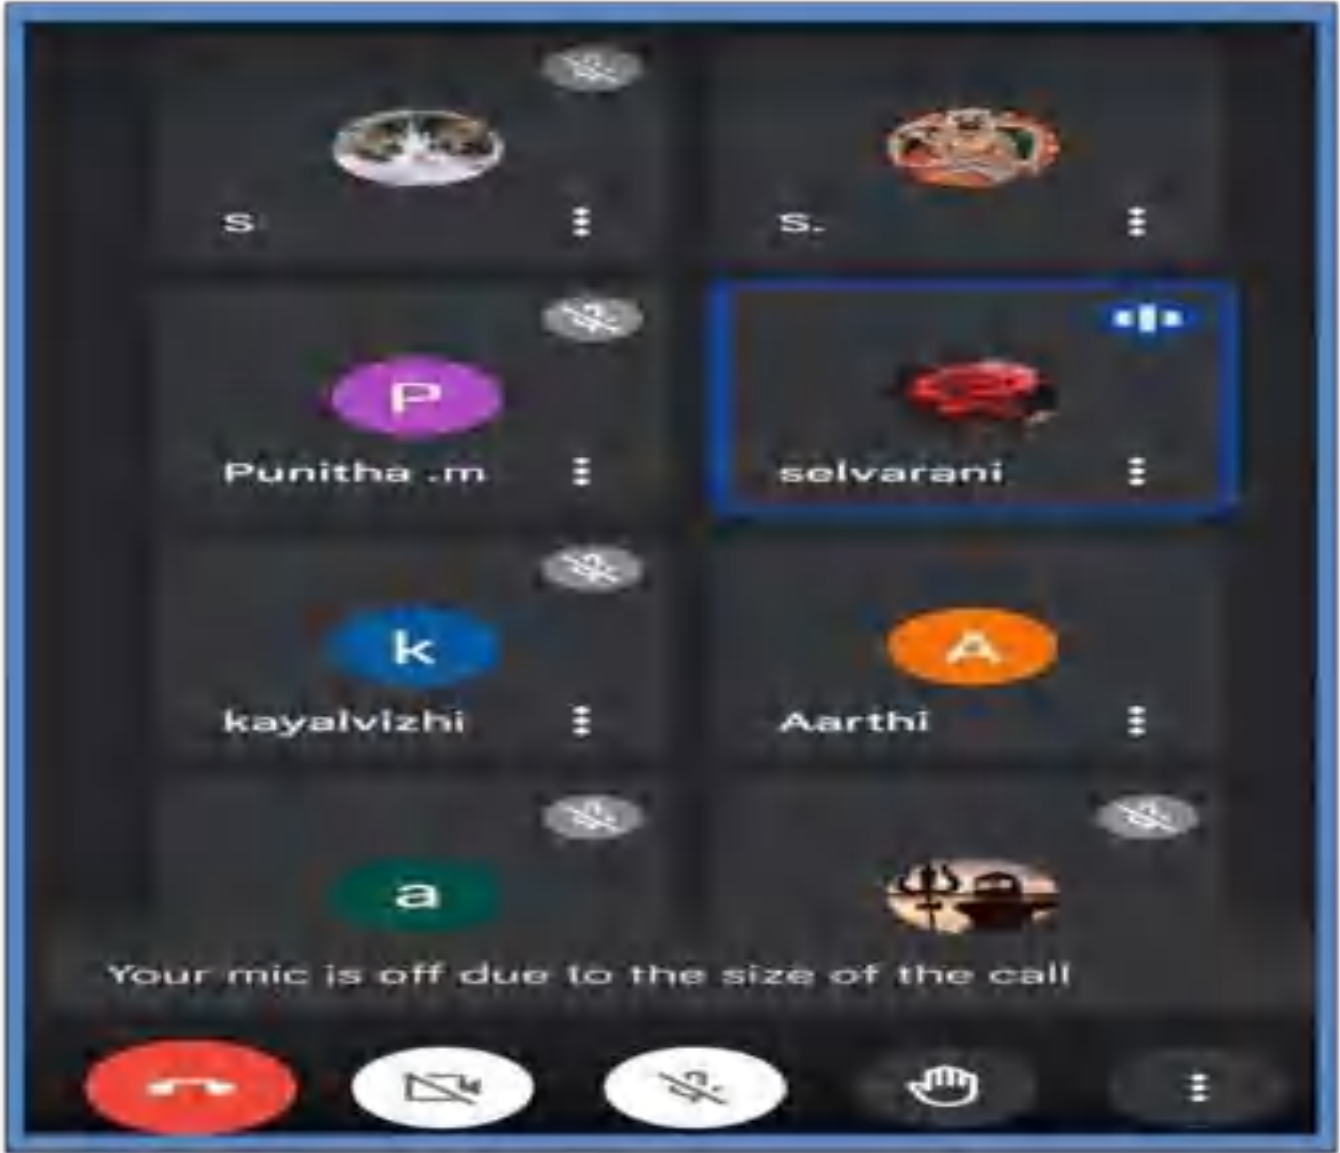 S
S.
P
Punitha .m
selvarani
k
kayalvizhi
A
Aarthi
a
Your mic is off due to the size of the call